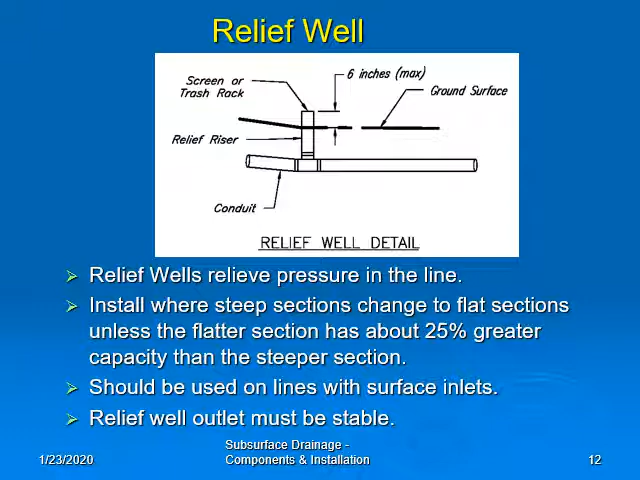 Relief Well
Screen or
Trash Rack
6 inches (max)
Ground Surface
Relief Riser
Conduit
RELIEF WELL DETAIL
➢ Relief Wells relieve pressure in the line.
➢ Install where steep sections change to flat sections
unless the flatter section has about 25% greater
capacity than the steeper section.
➢ Should be used on lines with surface inlets.
➢ Relief well outlet must be stable.
1/23/2020
Subsurface Drainage -
Components & Installation
12